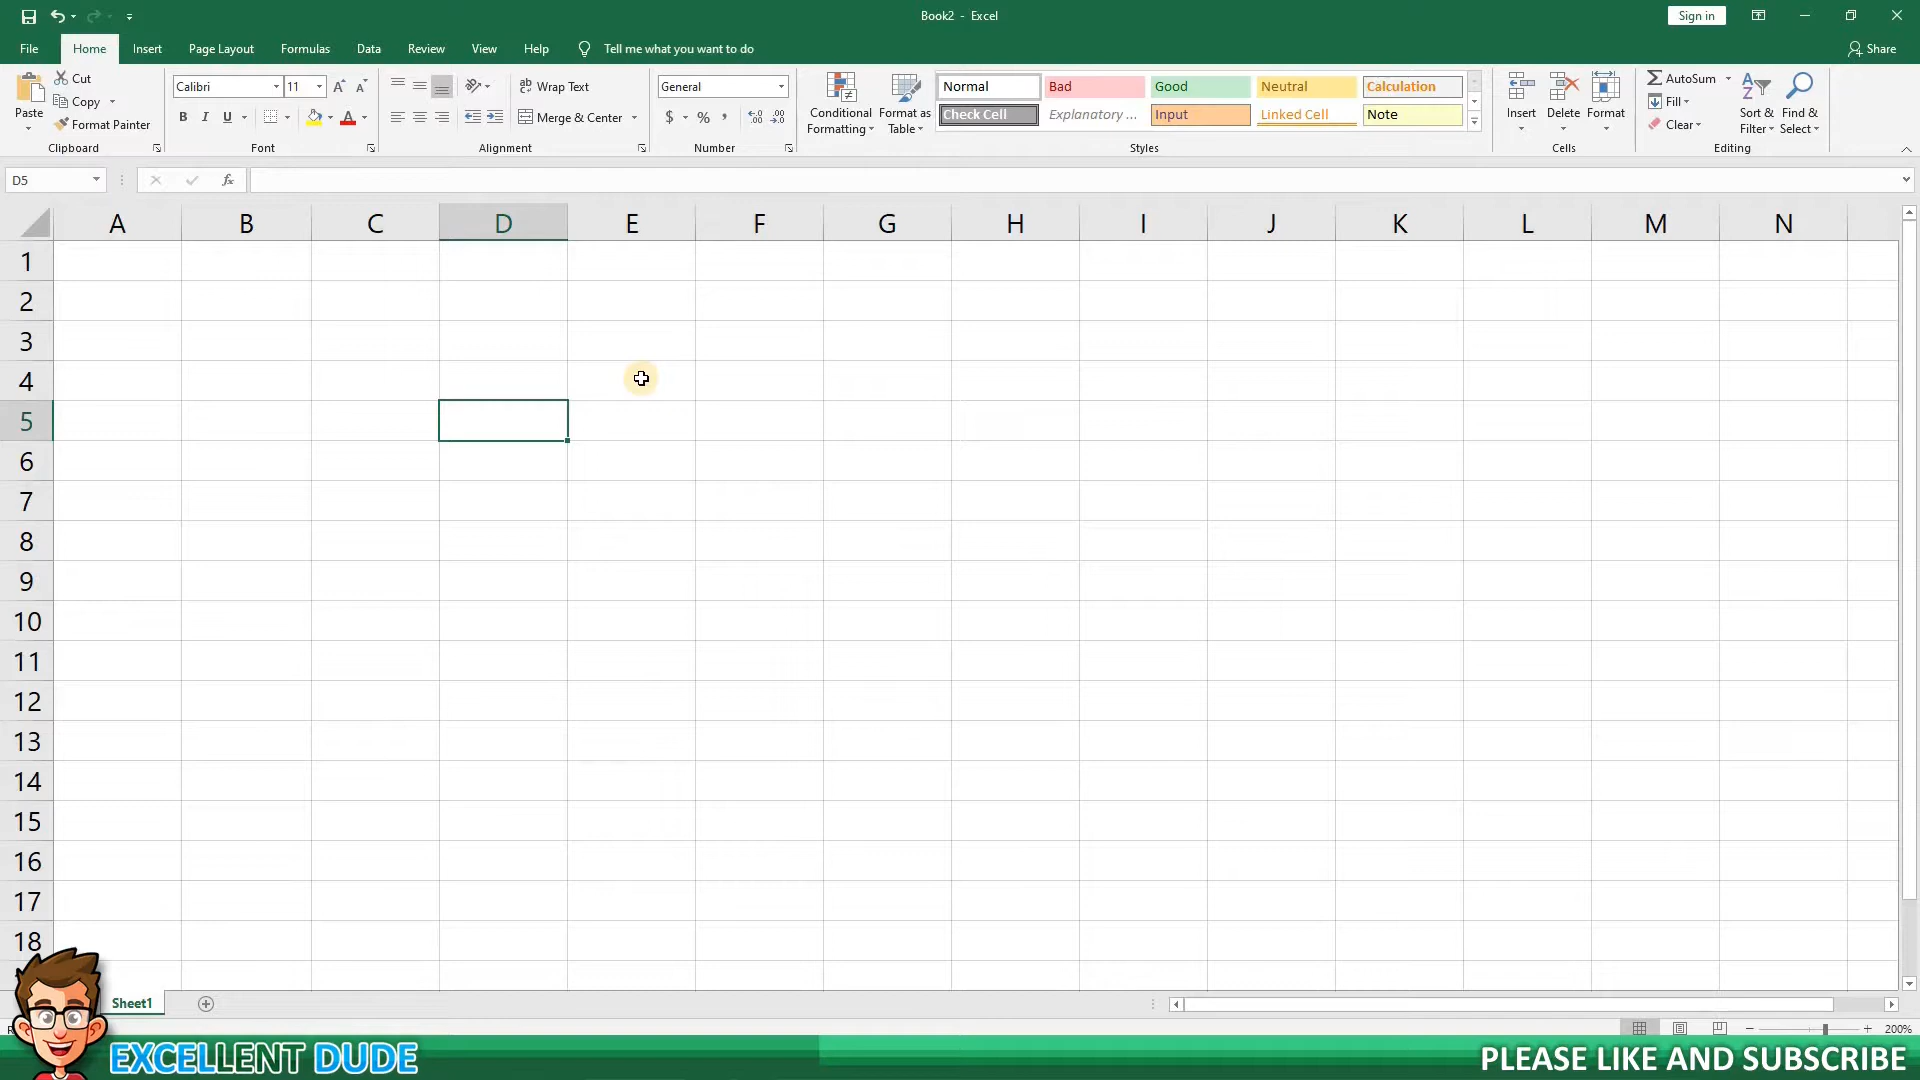 Book2 - Excel
Sign in
File Home Insert Page Layout Formulas Data Review View Help Tell me what you want to do Share
Paste
Cut
Copy
Format Painter
Clipboard
Calibri 11
B I U
Font
Wrap Text
Merge & Center
Alignment
General
$ % ,
Number
Conditional Formatting
Format as Table
Normal Bad Good Neutral Calculation
Check Cell Explanatory ... Input Linked Cell Note
Styles
Insert Delete Format
Cells
AutoSum
Fill
Clear
Sort & Filter
Find & Select
Editing
D5 fx
A B C D E F G H I J K L M N
1
2
3
4
5
6
7
8
9
10
11
12
13
14
15
16
17
18
Sheet1
200%
EXCELLENT DUDE
PLEASE LIKE AND SUBSCRIBE